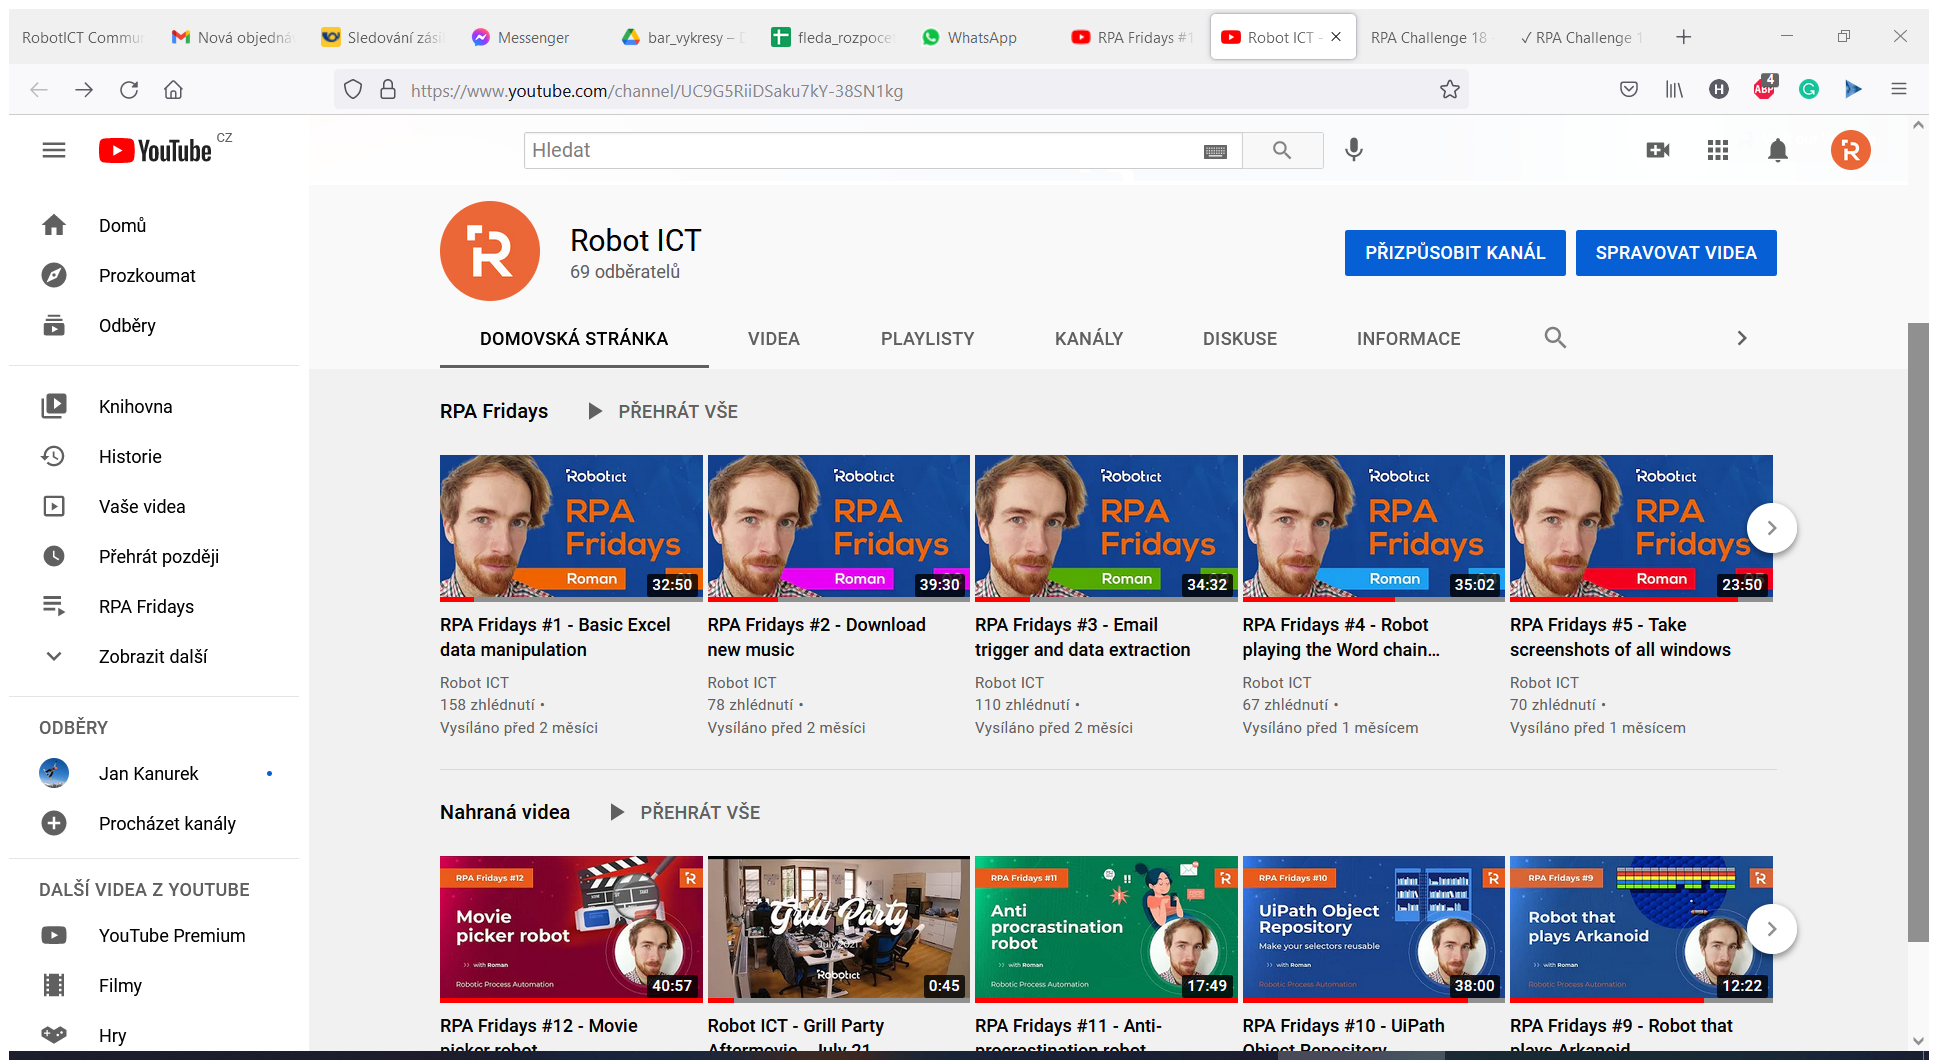 RobotICT Commu
Nová objedná
Sledování zási
Messenger
bar_vykresy –
fleda_rozpoce
WhatsApp
RPA Fridays #1
Robot ICT -
RPA Challenge 18
✓ RPA Challenge 1
https://www.youtube.com/channel/UC9G5RiiDSaku7kY-38SN1kg
H
4
ABP
G
YouTube CZ
Hledat
Domů
Prozkoumat
Odběry
Knihovna
Historie
Vaše videa
Přehrát později
RPA Fridays
Zobrazit další
ODBĚRY
Jan Kanurek
Procházet kanály
DALŠÍ VIDEA Z YOUTUBE
YouTube Premium
Filmy
Hry
Robot ICT
69 odběratelů
PŘIZPŮSOBIT KANÁL
SPRAVOVAT VIDEA
DOMOVSKÁ STRÁNKA
VIDEA
PLAYLISTY
KANÁLY
DISKUSE
INFORMACE
RPA Fridays
PŘEHRÁT VŠE
Robotict
RPA
Fridays
Roman
32:50
RPA Fridays #1 - Basic Excel
data manipulation
Robot ICT
158 zhlédnutí •
Vysíláno před 2 měsíci
Robotict
RPA
Fridays
Roman
39:30
RPA Fridays #2 - Download
new music
Robot ICT
78 zhlédnutí •
Vysíláno před 2 měsíci
Robotict
RPA
Fridays
Roman
34:32
RPA Fridays #3 - Email
trigger and data extraction
Robot ICT
110 zhlédnutí •
Vysíláno před 2 měsíci
Robotict
RPA
Fridays
Roman
35:02
RPA Fridays #4 - Robot
playing the Word chain…
Robot ICT
67 zhlédnutí •
Vysíláno před 1 měsícem
Robotict
RPA
Fridays
Roman
23:50
RPA Fridays #5 - Take
screenshots of all windows
Robot ICT
70 zhlédnutí •
Vysíláno před 1 měsícem
Nahraná videa
PŘEHRÁT VŠE
RPA Fridays #12
Movie
picker robot
with Roman
Robotic Process Automation
40:57
RPA Fridays #12 - Movie
picker robot
Grill Party
July 2021
Robotict
0:45
Robot ICT - Grill Party
Aftermovie - July 21
RPA Fridays #11
Anti
procrastination
robot
with Roman
Robotic Process Automation
17:49
RPA Fridays #11 - Anti-
procrastination robot
RPA Fridays #10
UiPath Object
Repository
Make your selectors reusable
with Roman
Robotic Process Automation
38:00
RPA Fridays #10 - UiPath
Object Repository
RPA Fridays #9
Robot that
plays Arkanoid
with Roman
Robotic Process Automation
12:22
RPA Fridays #9 - Robot that
plays Arkanoid